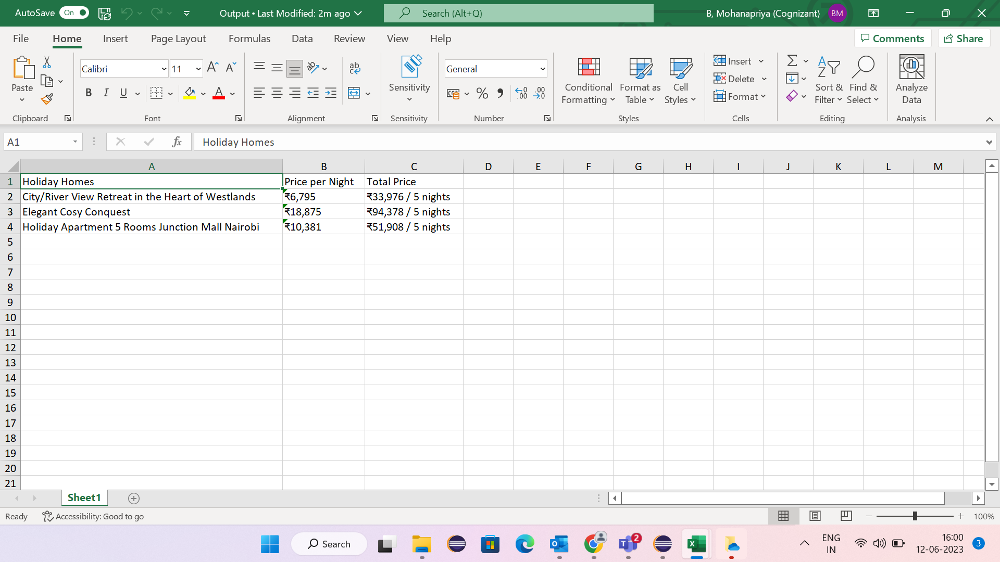 AutoSave On Output • Last Modified: 2m ago Search (Alt+Q) B, Mohanapriya (Cognizant) BM
File Home Insert Page Layout Formulas Data Review View Help Comments Share
Calibri 11 General
Paste
B I U
ab
c
Sensitivity
% , .00 .00
Conditional Formatting
Format as Table
Cell Styles
Insert
Delete
Format
Sort & Filter
Find & Select
Analyze Data
Clipboard Font Alignment Sensitivity Number Styles Cells Editing Analysis
A1 fx Holiday Homes
A B C D E F G H I J K L M
1 Holiday Homes Price per Night Total Price
2 City/River View Retreat in the Heart of Westlands ₹6,795 ₹33,976 / 5 nights
3 Elegant Cosy Conquest ₹18,875 ₹94,378 / 5 nights
4 Holiday Apartment 5 Rooms Junction Mall Nairobi ₹10,381 ₹51,908 / 5 nights
5
6
7
8
9
10
11
12
13
14
15
16
17
18
19
20
21
Sheet1
Ready Accessibility: Good to go 100%
Search 2 ENG 16:00
IN 12-06-2023 3